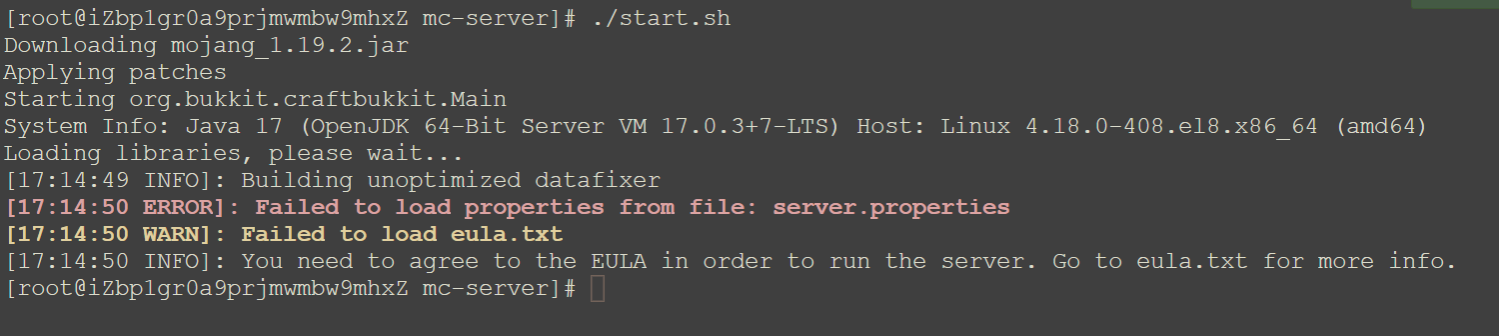 [root@iZbp1gr0a9prjmwmbw9mhxZ mc-server]# ./start.sh
Downloading mojang_1.19.2.jar
Applying patches
Starting org.bukkit.craftbukkit.Main
System Info: Java 17 (OpenJDK 64-Bit Server VM 17.0.3+7-LTS) Host: Linux 4.18.0-408.el8.x86_64 (amd64)
Loading libraries, please wait...
[17:14:49 INFO]: Building unoptimized datafixer
[17:14:50 ERROR]: Failed to load properties from file: server.properties
[17:14:50 WARN]: Failed to load eula.txt
[17:14:50 INFO]: You need to agree to the EULA in order to run the server. Go to eula.txt for more info.
[root@iZbp1gr0a9prjmwmbw9mhxZ mc-server]#